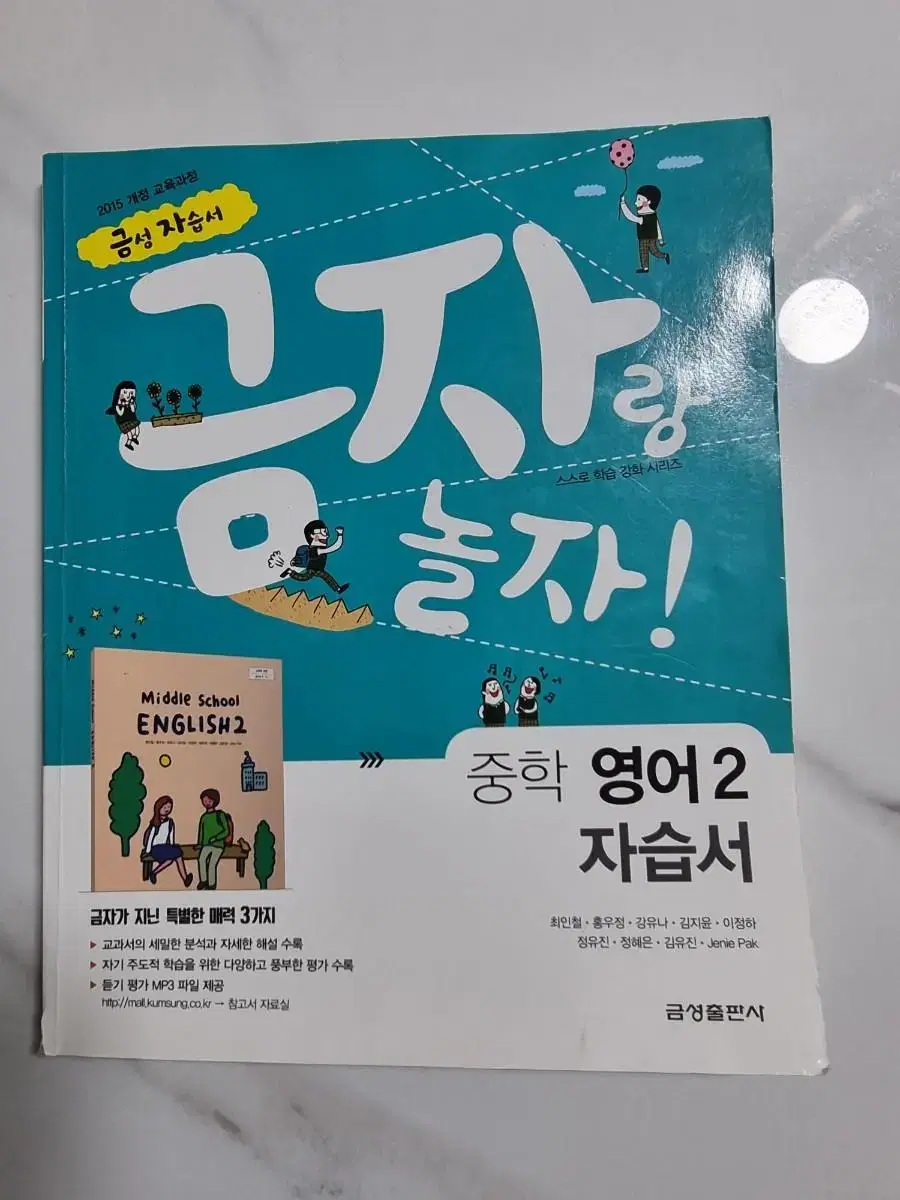 2015 개정 교육과정
금성 자습서
금자랑
스스로 학습 강화 시리즈
놀자!
Middle School
ENGLISH2
중학 영어2
자습서
최인철 · 홍우정 · 강유나 · 김지윤 · 이정하
정유진 · 정혜은 · 김유진 · Jenie Pak
금자가 지닌 특별한 매력 3가지
▶ 교과서의 세밀한 분석과 자세한 해설 수록
▶ 자기 주도적 학습을 위한 다양하고 풍부한 평가 수록
▶ 듣기 평가 MP3 파일 제공
http://mall.kumsung.co.kr → 참고서 자료실
금성출판사